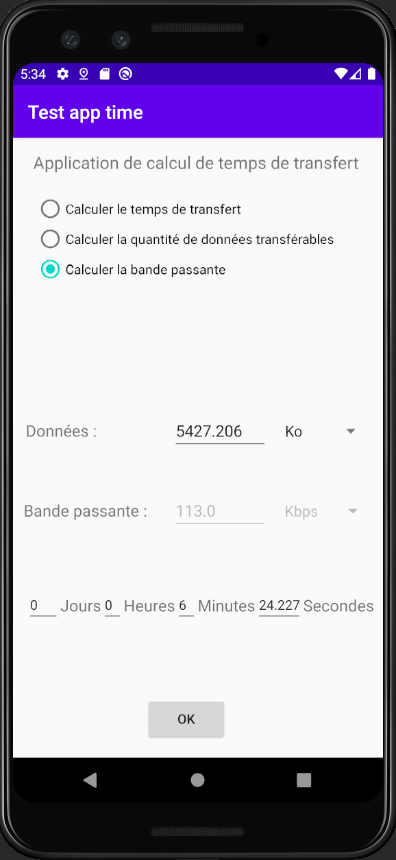 5:34
Test app time
Application de calcul de temps de transfert
Calculer le temps de transfert
Calculer la quantité de données transférables
Calculer la bande passante
Données : 5427.206 Ko
Bande passante : 113.0 Kbps
0 Jours 0 Heures 6 Minutes 24.227 Secondes
OK